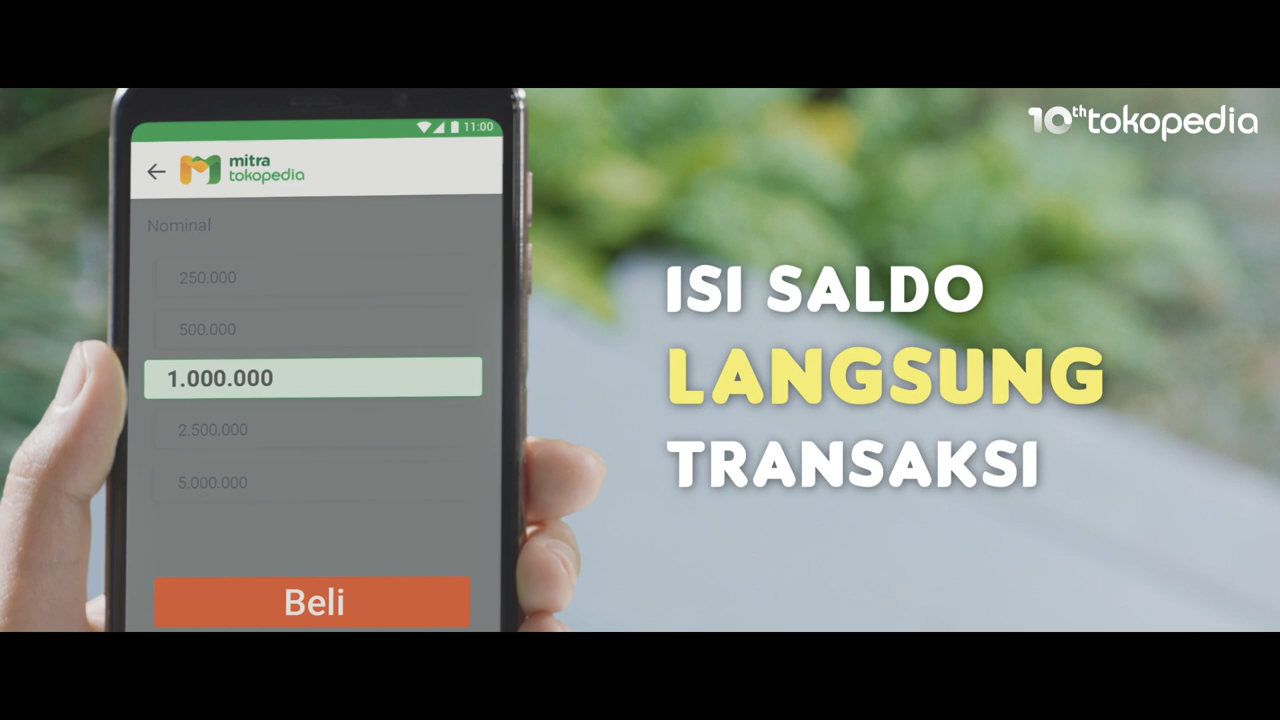 11:00
mitra
tokopedia
Nominal
250.000
500.000
1.000.000
2.500.000
5.000.000
Beli
10th tokopedia
ISI SALDO
LANGSUNG
TRANSAKSI